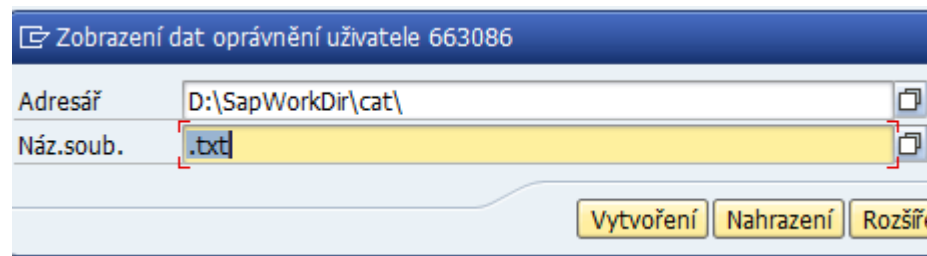 Zobrazení dat oprávnění uživatele 663086
Adresář D:\SapWorkDir\cat\
Náz.soub. .txt
Vytvoření Nahrazení